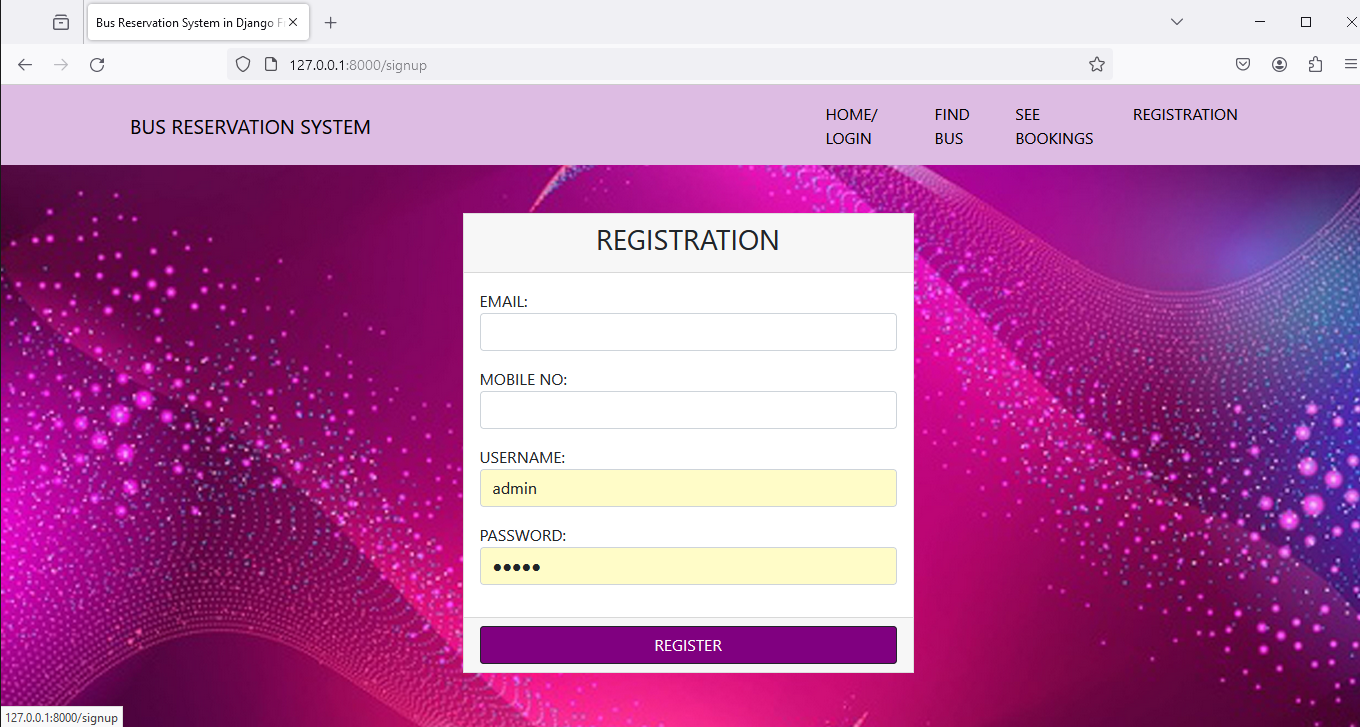 Bus Reservation System in Django F
127.0.0.1:8000/signup
BUS RESERVATION SYSTEM
HOME/
LOGIN
FIND
BUS
SEE
BOOKINGS
REGISTRATION
REGISTRATION
EMAIL:
MOBILE NO:
USERNAME:
admin
PASSWORD:
●●●●●
REGISTER
127.0.0.1:8000/signup